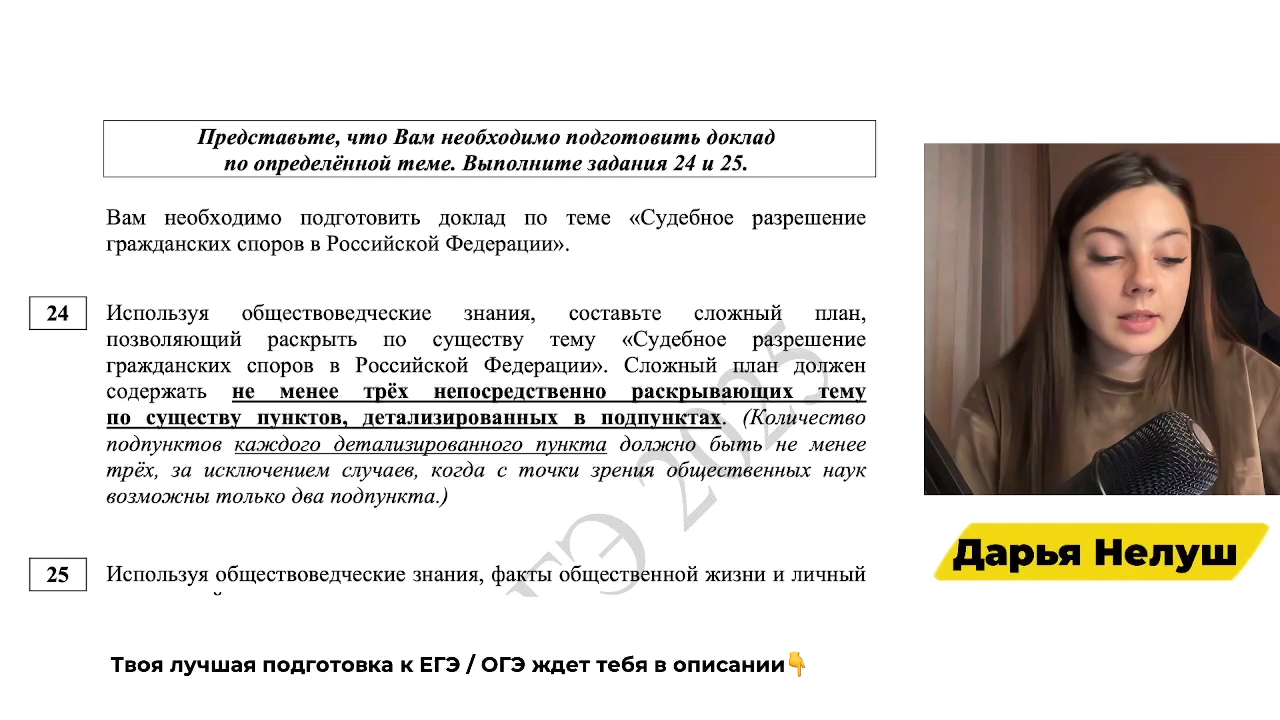 Представьте, что Вам необходимо подготовить доклад
по определённой теме. Выполните задания 24 и 25.
Вам необходимо подготовить доклад по теме «Судебное разрешение
гражданских споров в Российской Федерации».
24
Используя обществоведческие знания, составьте сложный план,
позволяющий раскрыть по существу тему «Судебное разрешение
гражданских споров в Российской Федерации». Сложный план должен
содержать не менее трёх непосредственно раскрывающих тему
по существу пунктов, детализированных в подпунктах. (Количество
подпунктов каждого детализированного пункта должно быть не менее
трёх, за исключением случаев, когда с точки зрения общественных наук
возможны только два подпункта.)
25
Используя обществоведческие знания, факты общественной жизни и личный
ГЭ 2025
Дарья Нелуш
Твоя лучшая подготовка к ЕГЭ / ОГЭ ждет тебя в описании👇